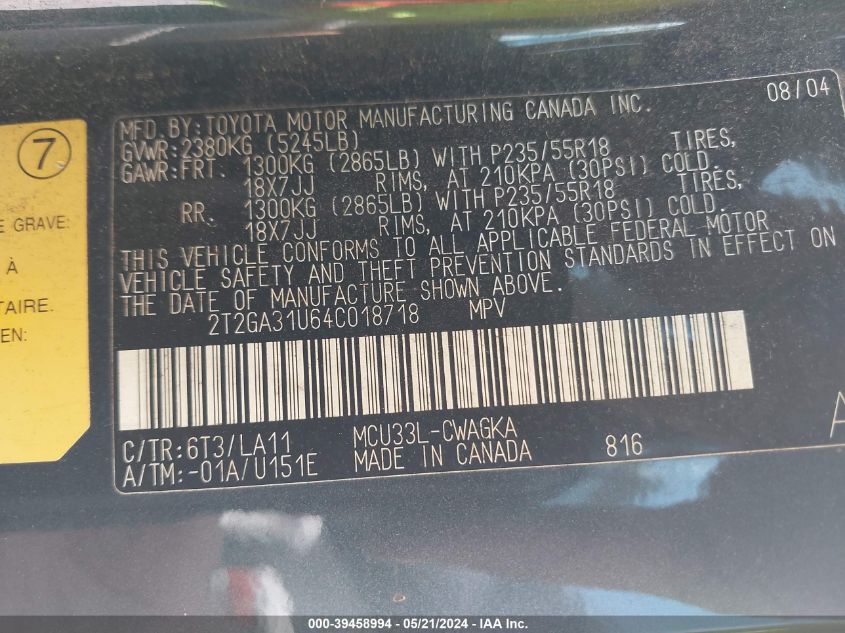 7
E GRAVE.
À
TAIRE.
EN:
08/04
MFD. BY: TOYOTA MOTOR MANUFACTURING CANADA INC.
GVWR: 2380KG (5245LB)
GAWR: FRT. 1300KG (2865LB) WITH P235/55R18 TIRES,
18X7JJ RIMS, AT 210KPA (30PSI) COLD.
RR. 1300KG (2865LB) WITH P235/55R18 TIRES,
18X7JJ RIMS, AT 210KPA (30PSI) COLD.
THIS VEHICLE CONFORMS TO ALL APPLICABLE FEDERAL MOTOR
VEHICLE SAFETY AND THEFT PREVENTION STANDARDS IN EFFECT ON
THE DATE OF MANUFACTURE SHOWN ABOVE.
2T2GA31U64C018718 MPV
C/TR: 6T3/LA11 MCU33L-CWAGKA
A/TM: -01A/U151E MADE IN CANADA 816
A
000-39458994 - 05/21/2024 - IAA Inc.